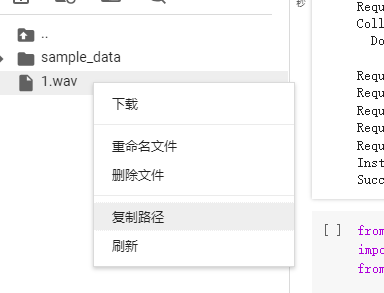 ..
sample_data
1.wav
下载
重命名文件
删除文件
复制路径
刷新
秒
Requ
Coll
Do
Requ
Requ
Requ
Requ
Requ
Inst
Succ
[ ]
from
impo
from